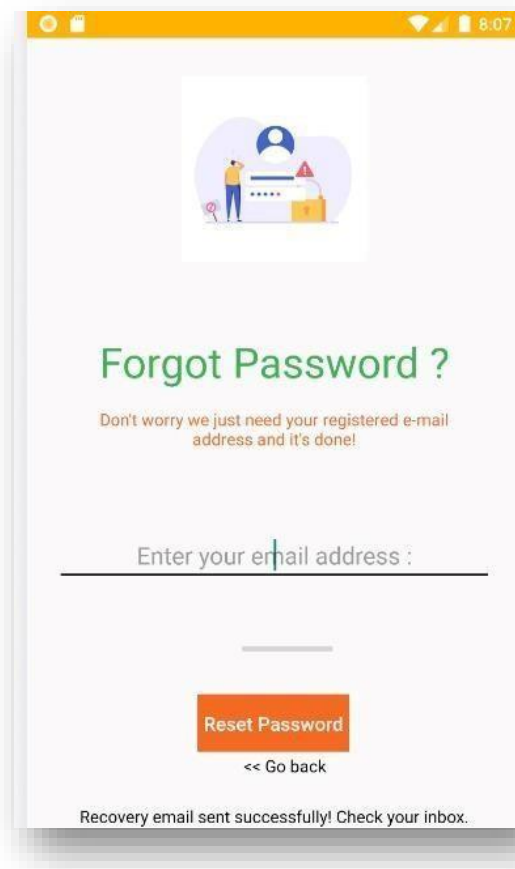 8:07
Forgot Password ?
Don't worry we just need your registered e-mail
address and it's done!
Enter your email address :
Reset Password
<< Go back
Recovery email sent successfully! Check your inbox.